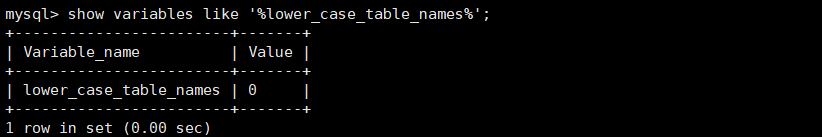 mysql> show variables like '%lower_case_table_names%';
+------------------------+-------+
| Variable_name          | Value |
+------------------------+-------+
| lower_case_table_names | 0     |
+------------------------+-------+
1 row in set (0.00 sec)